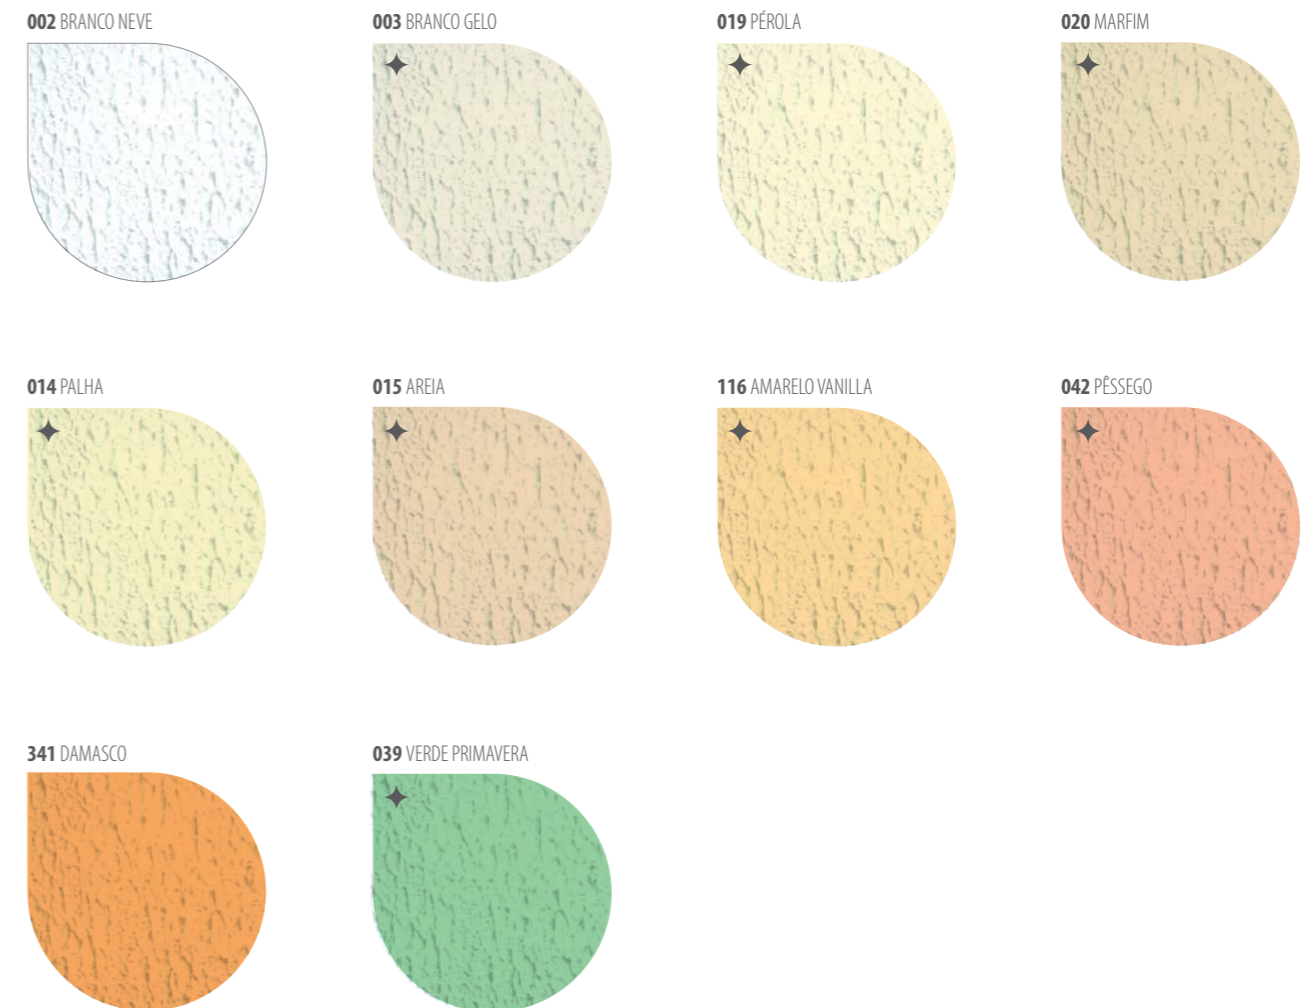 002 BRANCO NEVE
003 BRANCO GELO
019 PÉROLA
020 MARFIM
014 PALHA
015 AREIA
116 AMARELO VANILLA
042 PÊSSEGO
341 DAMASCO
039 VERDE PRIMAVERA